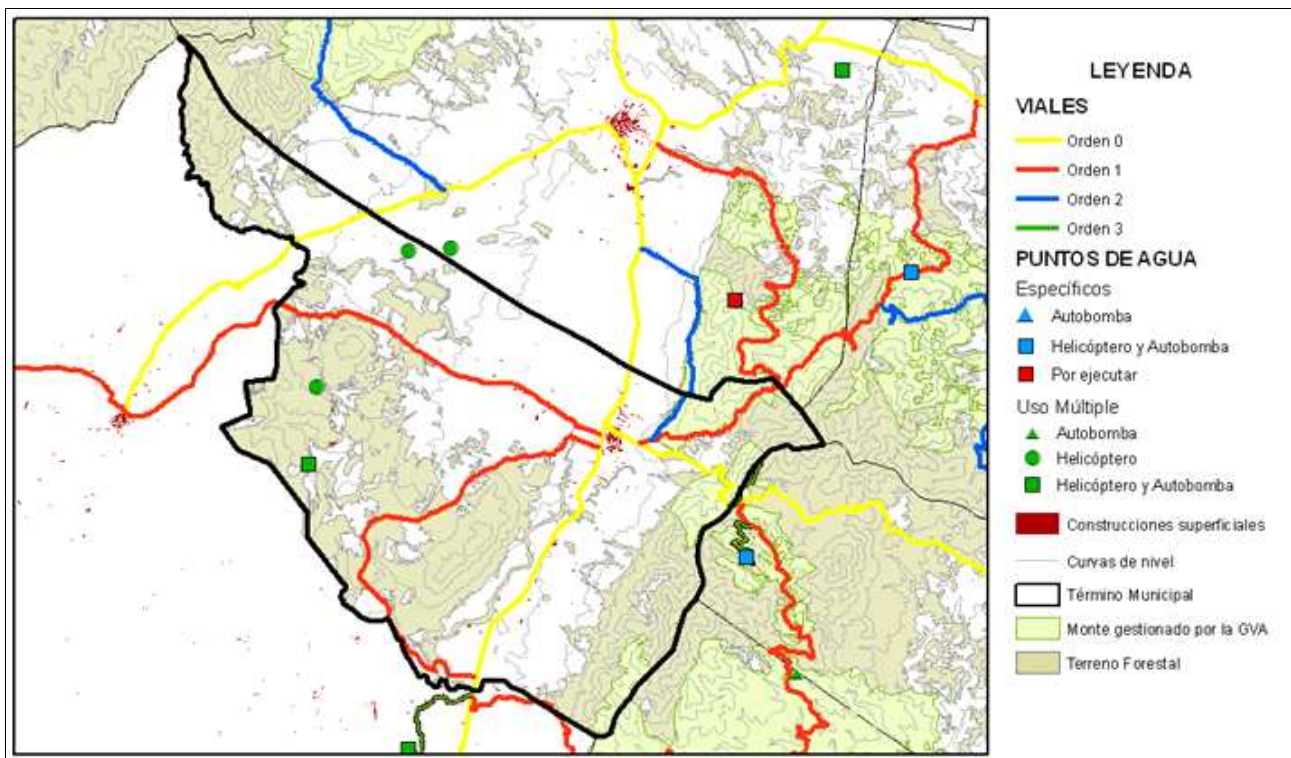 LEYENDA
VIALES
Orden 0
Orden 1
Orden 2
Orden 3
PUNTOS DE AGUA
Específicos
Autobomba
Helicóptero y Autobomba
Por ejecutar
Uso Múltiple
Autobomba
Helicóptero
Helicóptero y Autobomba
Construcciones superficiales
Curvas de nivel
Término Municipal
Monte gestionado por la GVA
Terreno Forestal